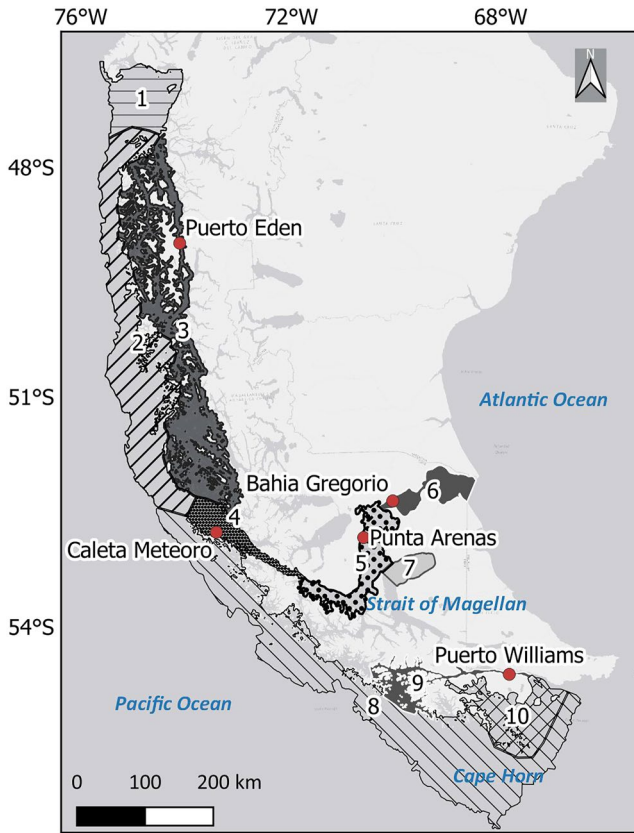 76°W 72°W 68°W
N
1
48°S
Puerto Eden
2
3
51°S
Atlantic Ocean
Bahia Gregorio
6
4
Caleta Meteoro
Punta Arenas
5
7
Strait of Magellan
54°S
Puerto Williams
9
Pacific Ocean
8
10
Cape Horn
0 100 200 km